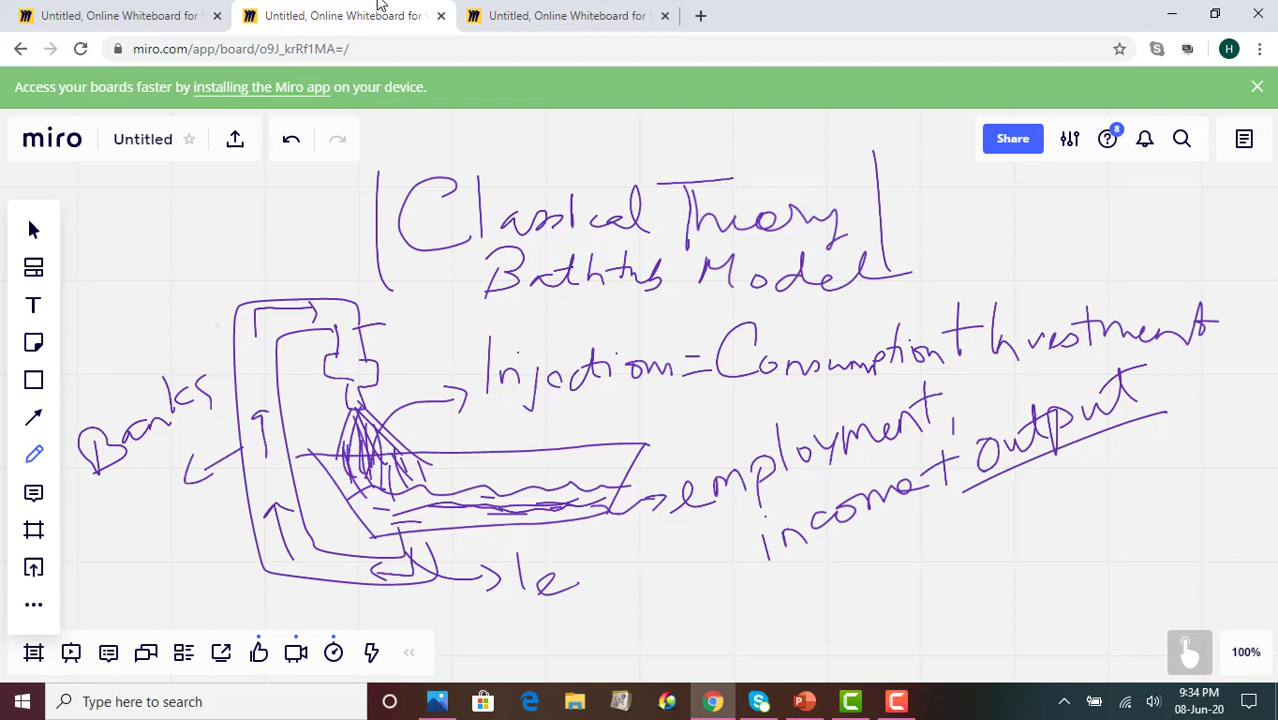 Untitled, Online Whiteboard for
Untitled, Online Whiteboard for
Untitled, Online Whiteboard for
miro.com/app/board/o9J_krRf1MA=/
H
Access your boards faster by installing the Miro app on your device.
miro
Untitled
Share
8
Classical Theory
Bathtub Model
Injection = Consumption + Investment
Banks
employment,
income + output
le
100%
Type here to search
9:34 PM
08-Jun-20